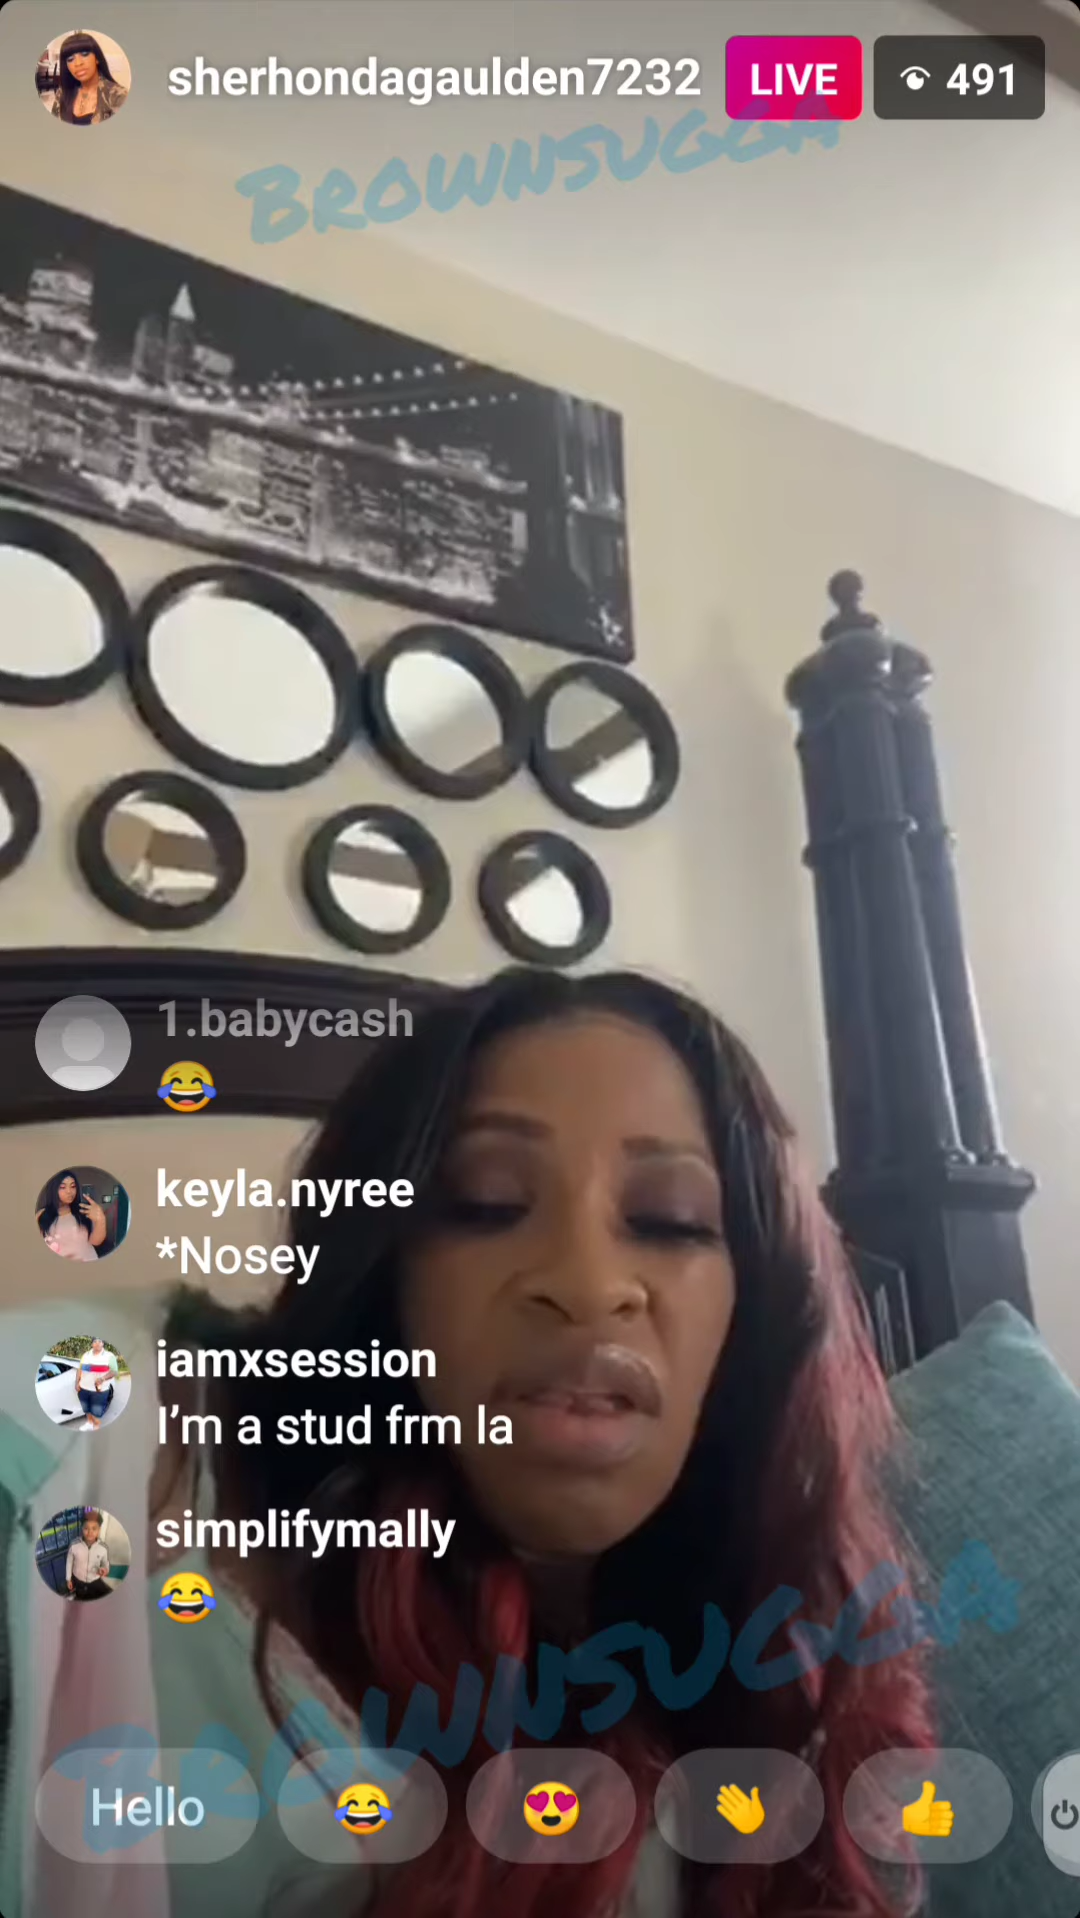 sherhondagaulden7232 LIVE 491
BROWNSUGGA
1.babycash
😂
keyla.nyree
*Nosey
iamxsession
I’m a stud frm la
simplifymally
😂
BROWNSUGGA
Hello 😂 😍 👋 👍